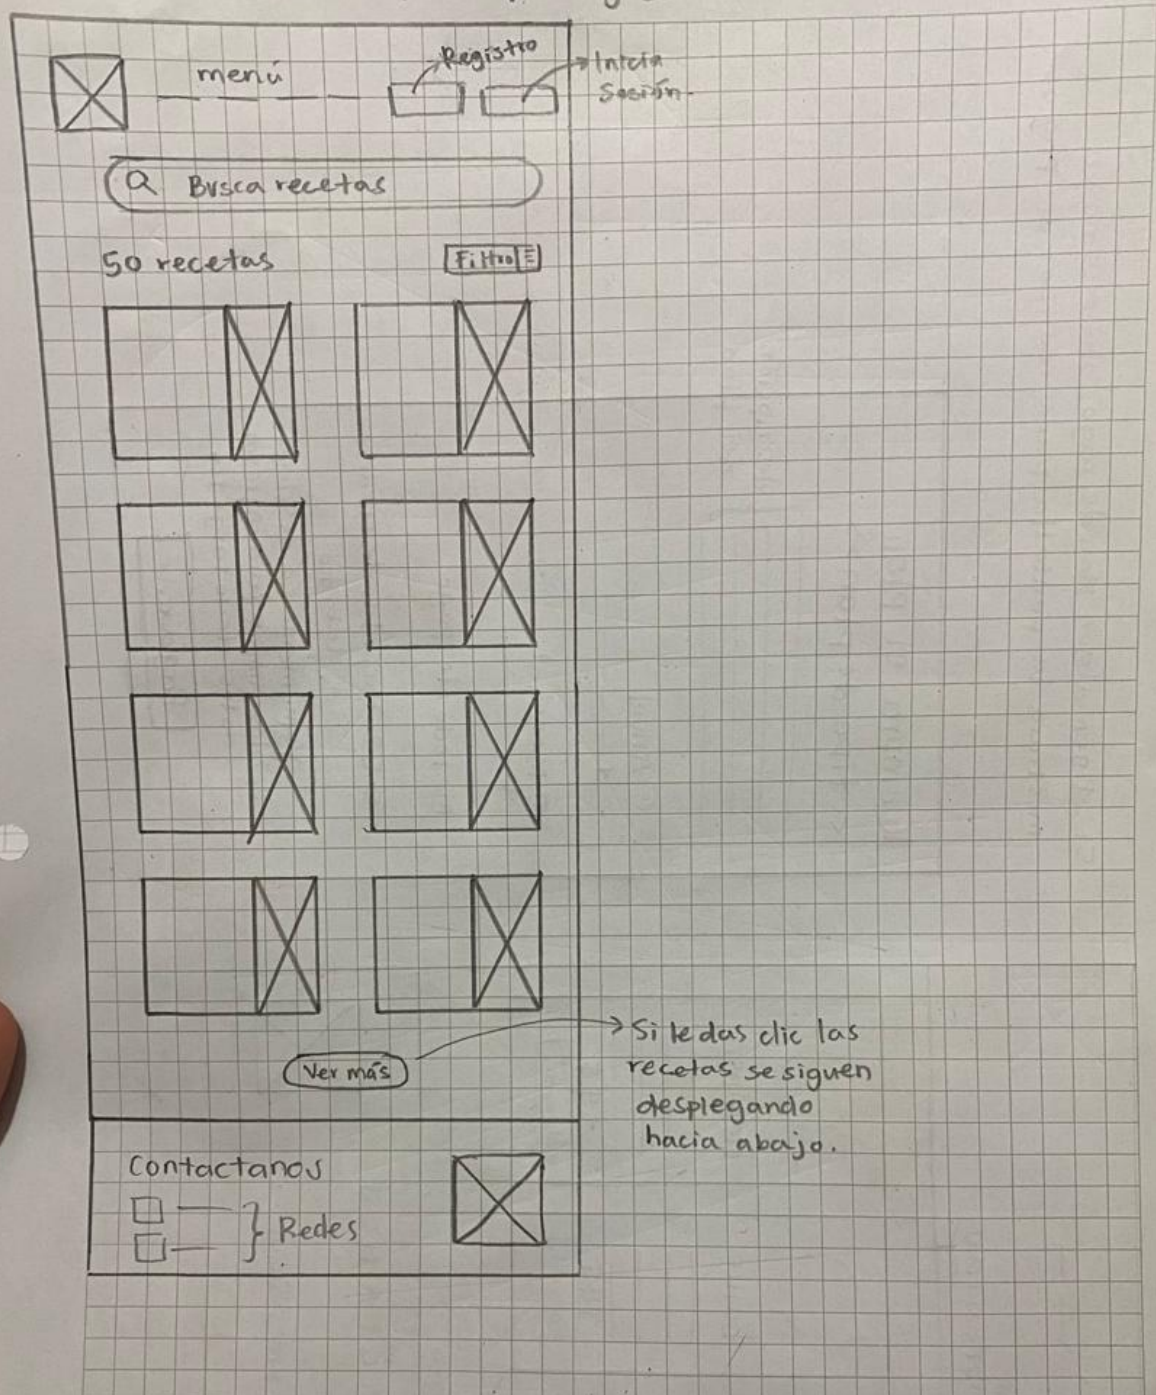 menú
Registro
Inicia
Sesión
Busca recetas
50 recetas
Filtro
Ver más
Si le das clic las
recetas se siguen
desplegando
hacia abajo.
Contactanos
Redes